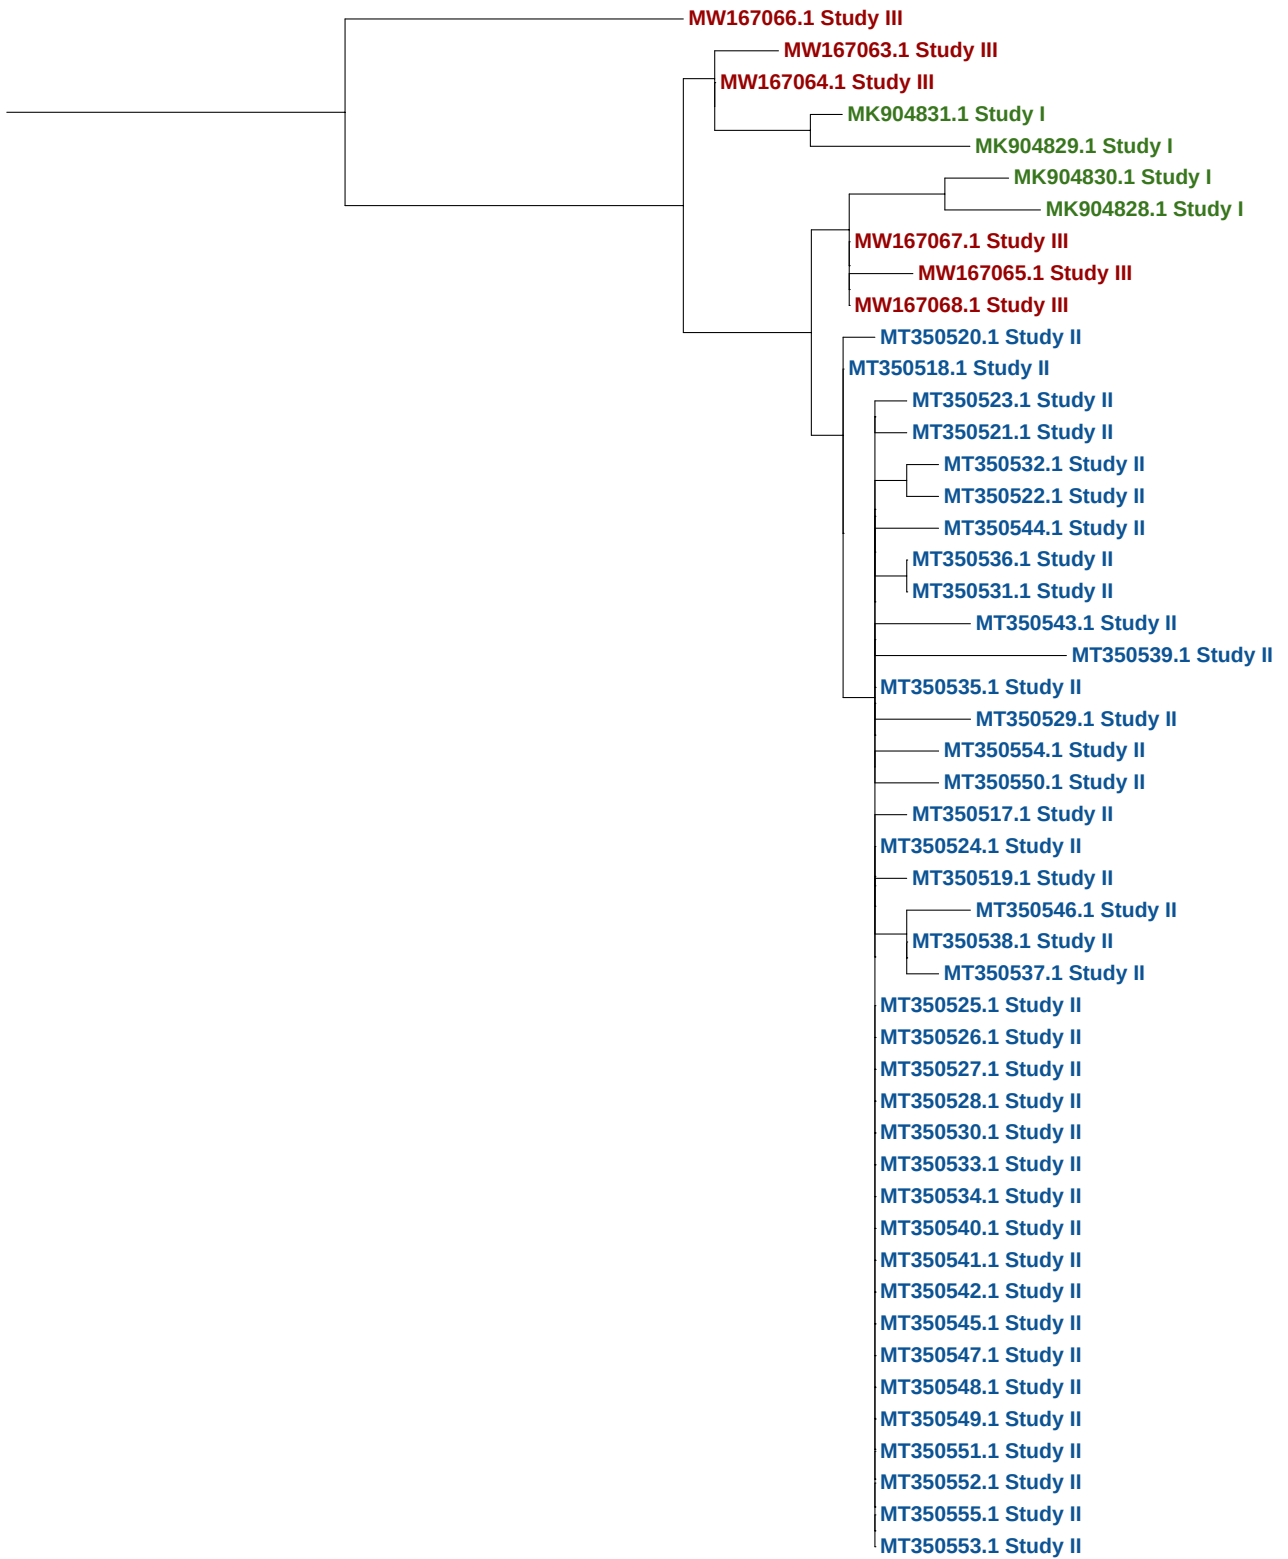 MW167066.1 Study III
MW167063.1 Study III
MW167064.1 Study III
MK904831.1 Study I
MK904829.1 Study I
MK904830.1 Study I
MK904828.1 Study I
MW167067.1 Study III
MW167065.1 Study III
MW167068.1 Study III
MT350520.1 Study II
MT350518.1 Study II
MT350523.1 Study II
MT350521.1 Study II
MT350532.1 Study II
MT350522.1 Study II
MT350544.1 Study II
MT350536.1 Study II
MT350531.1 Study II
MT350543.1 Study II
MT350539.1 Study II
MT350535.1 Study II
MT350529.1 Study II
MT350554.1 Study II
MT350550.1 Study II
MT350517.1 Study II
MT350524.1 Study II
MT350519.1 Study II
MT350546.1 Study II
MT350538.1 Study II
MT350537.1 Study II
MT350525.1 Study II
MT350526.1 Study II
MT350527.1 Study II
MT350528.1 Study II
MT350530.1 Study II
MT350533.1 Study II
MT350534.1 Study II
MT350540.1 Study II
MT350541.1 Study II
MT350542.1 Study II
MT350545.1 Study II
MT350547.1 Study II
MT350548.1 Study II
MT350549.1 Study II
MT350551.1 Study II
MT350552.1 Study II
MT350555.1 Study II
MT350553.1 Study II